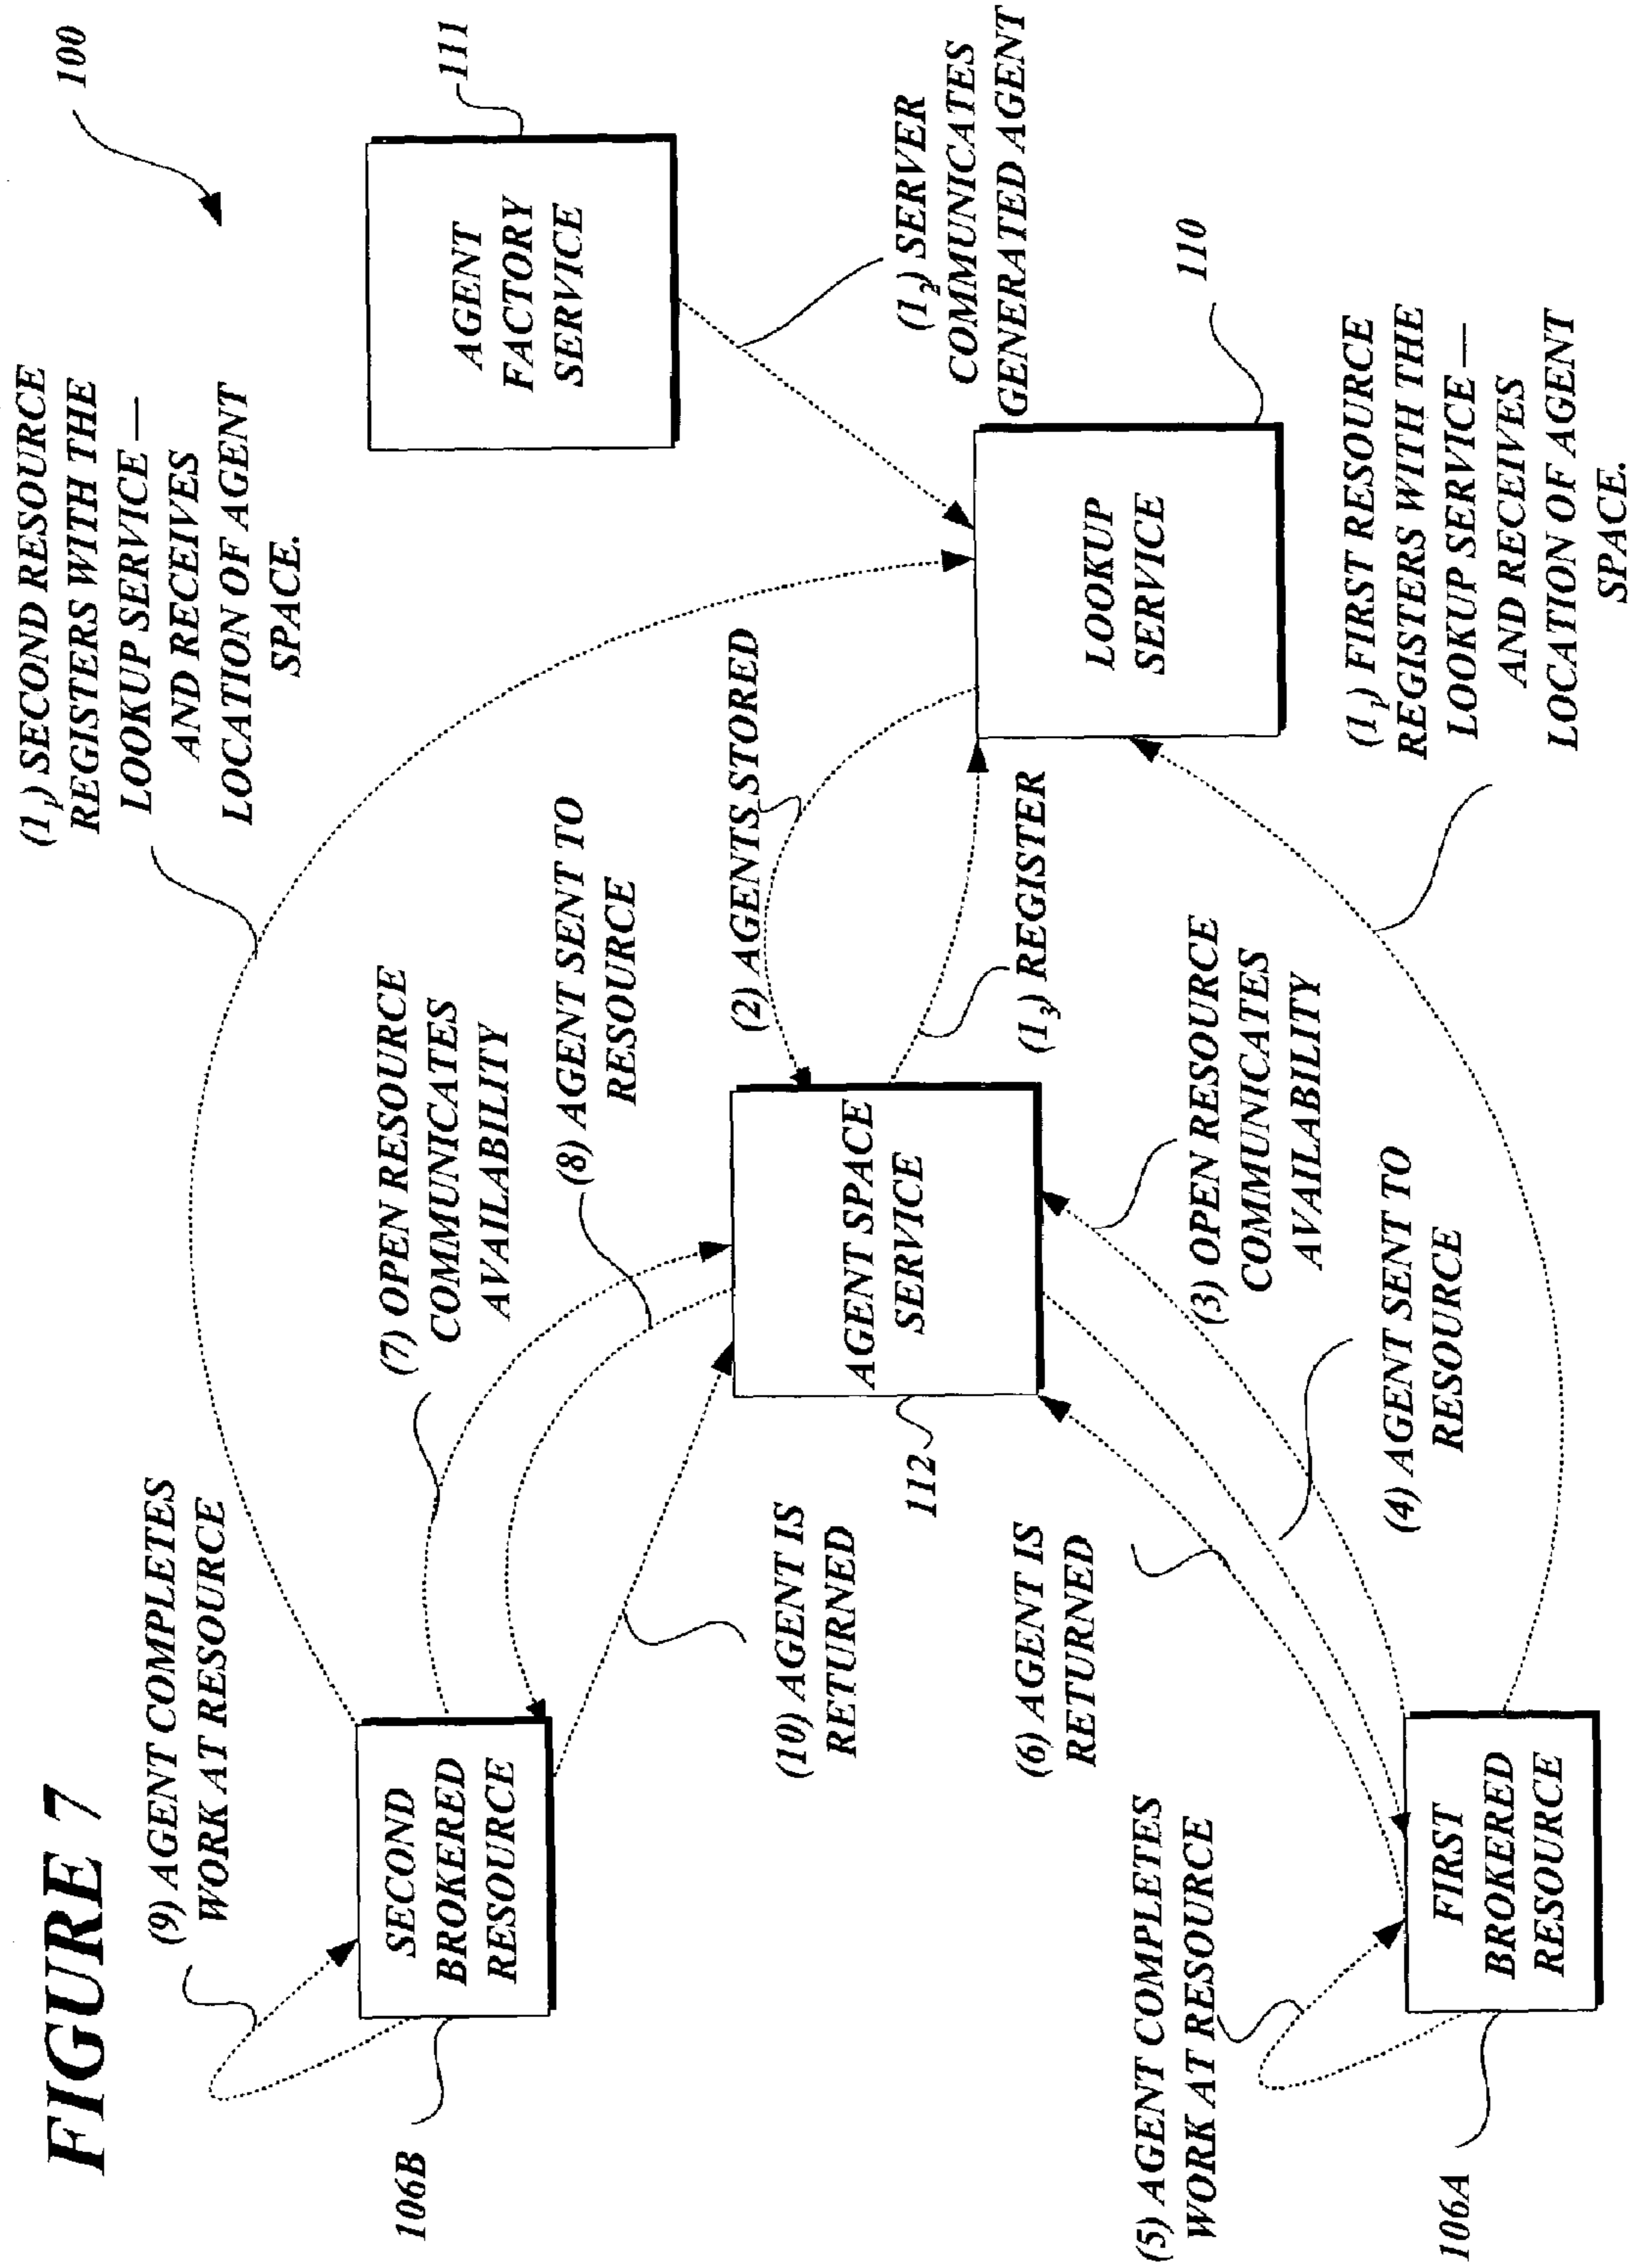 FIGURE 7
100
(1₁) SECOND RESOURCE
REGISTERS WITH THE
LOOKUP SERVICE —
AND RECEIVES
LOCATION OF AGENT
SPACE.
(9) AGENT COMPLETES
WORK AT RESOURCE
106B
SECOND
BROKERED
RESOURCE
(7) OPEN RESOURCE
COMMUNICATES
AVAILABILITY
(8) AGENT SENT TO
RESOURCE
AGENT
FACTORY
SERVICE
111
(2) AGENTS STORED
(1₂) SERVER
COMMUNICATES
GENERATED AGENT
(10) AGENT IS
RETURNED
112
AGENT SPACE
SERVICE
(1₃) REGISTER
LOOKUP
SERVICE
110
(6) AGENT IS
RETURNED
(3) OPEN RESOURCE
COMMUNICATES
AVAILABILITY
(5) AGENT COMPLETES
WORK AT RESOURCE
(4) AGENT SENT TO
RESOURCE
(1₁) FIRST RESOURCE
REGISTERS WITH THE
LOOKUP SERVICE —
AND RECEIVES
LOCATION OF AGENT
SPACE.
106A
FIRST
BROKERED
RESOURCE